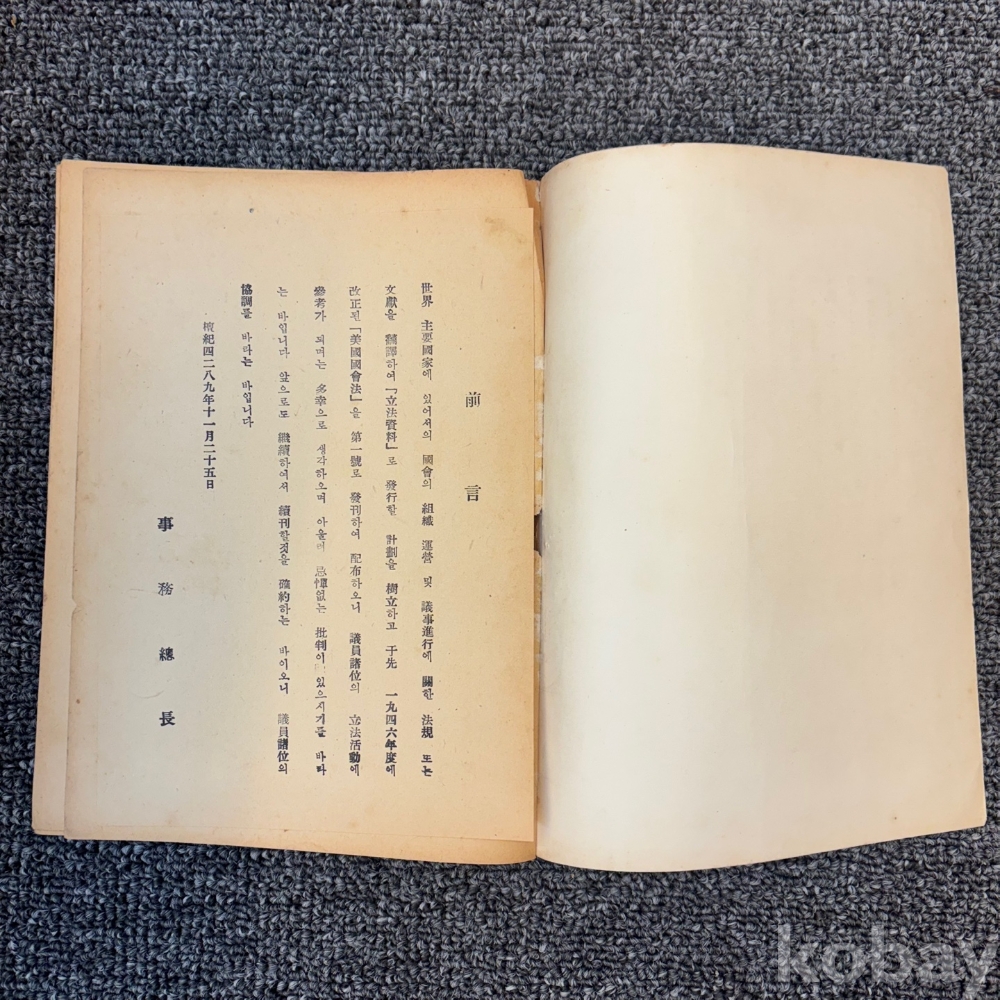 前言
世界 主要國家에 있어서의 國會의 組織 運營 및 議事進行에 關한 法規 또는
文獻을 飜譯하여「立法資料」로 發行할 計劃을 樹立하고 于先 一九四六年度에
改正된「美國國會法」을 第一號로 發刊하여 配布하오니 議員諸位의 立法活動에
參考가 되며는 多幸으로 생각하오며 아울러 忌憚없는 批判이 있으시기를 바라
는 바입니다 앞으로도 繼續하여서 續刊할것을 確約하는 바이오니 議員諸位의
協調를 바라는 바입니다
檀紀四二八九年十一月二十五日
事務總長
kobay